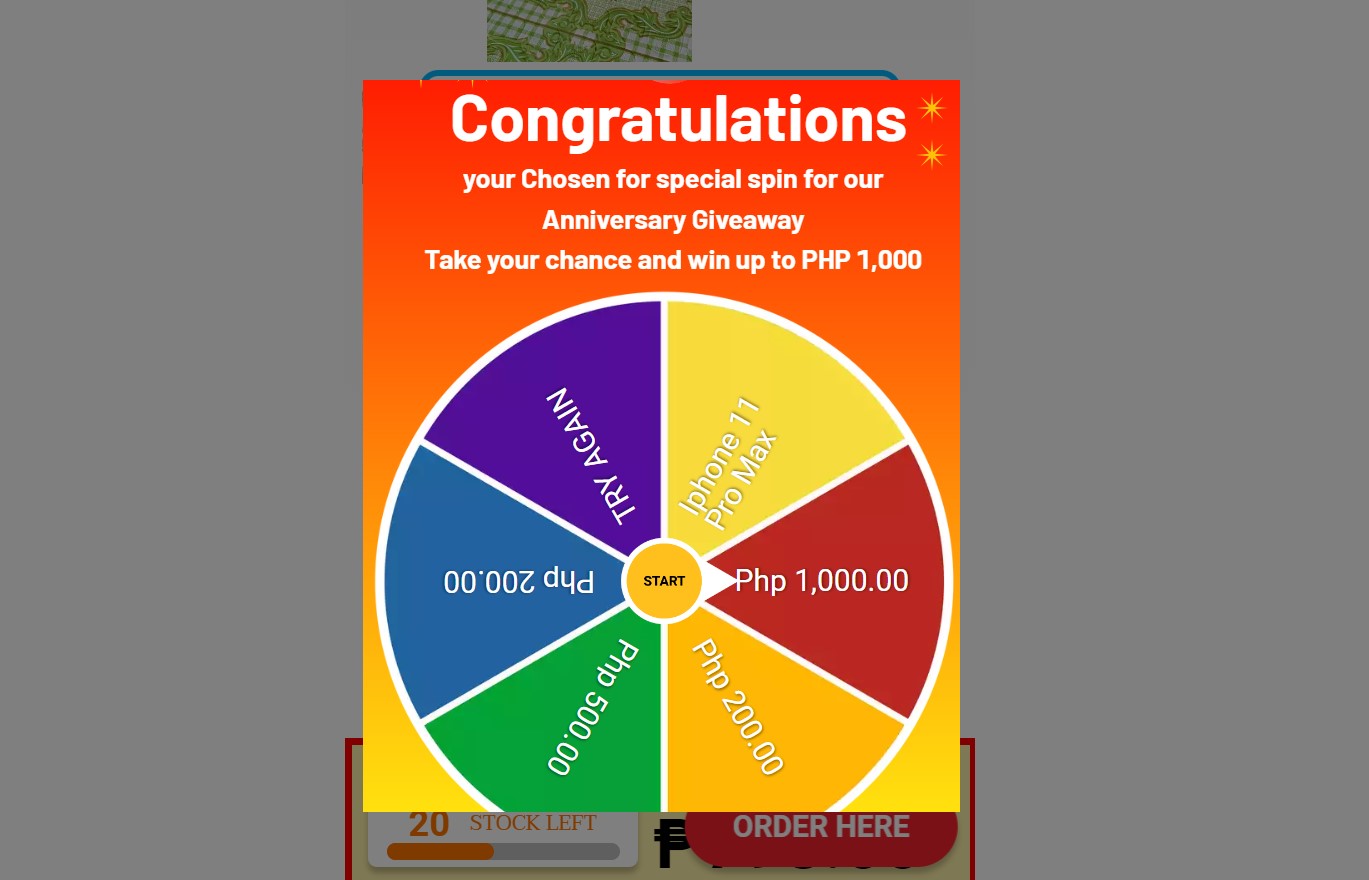 Congratulations
your Chosen for special spin for our
Anniversary Giveaway
Take your chance and win up to PHP 1,000
TRY AGAIN
Iphone 11
Pro Max
Php 200.00
START
Php 1,000.00
Php 500.00
Php 200.00
20 STOCK LEFT
₱
ORDER HERE